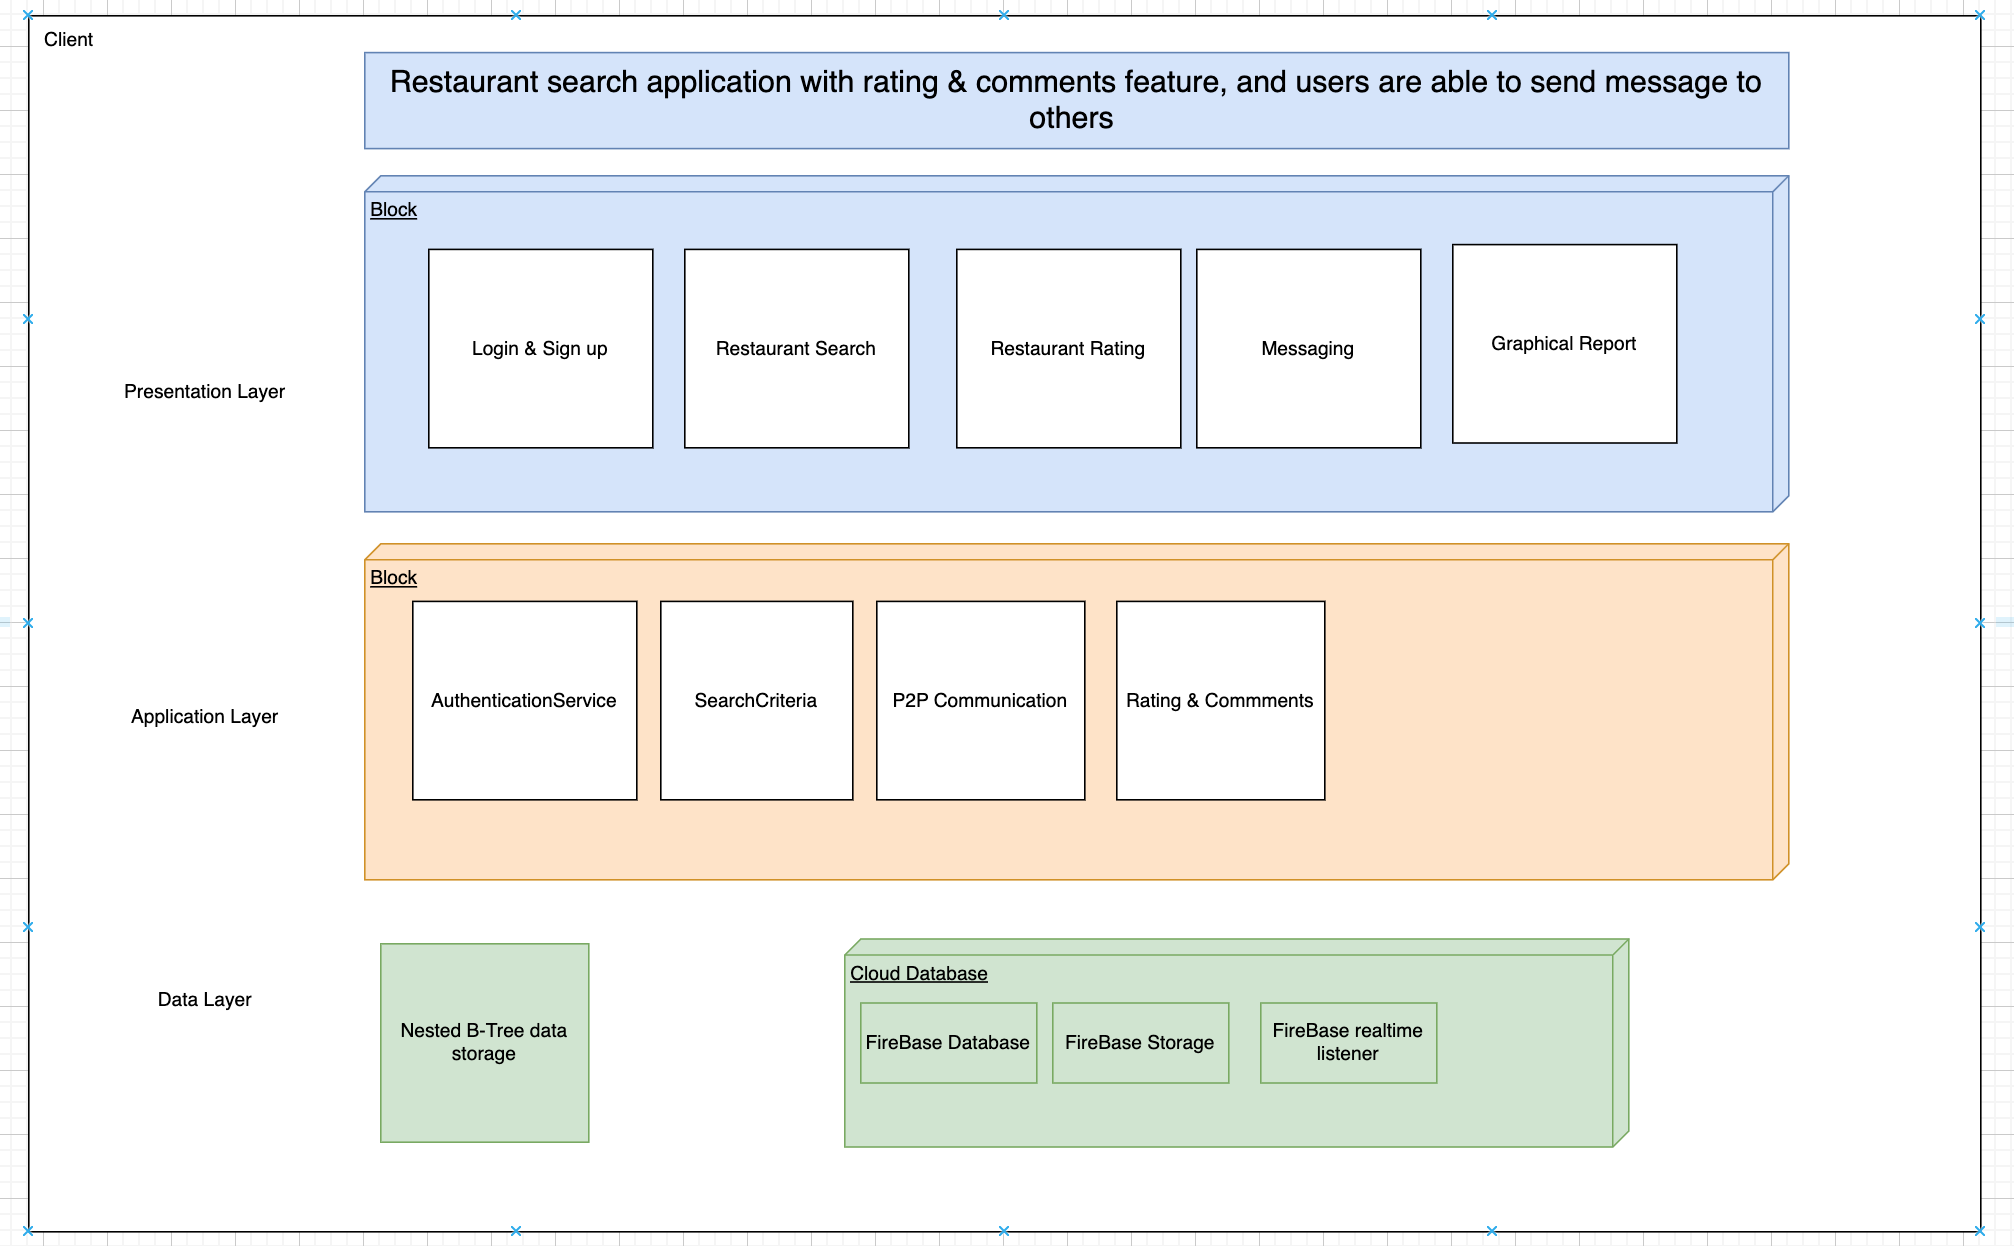 Client
Restaurant search application with rating & comments feature, and users are able to send message to
others
Block
Login & Sign up
Restaurant Search
Restaurant Rating
Messaging
Graphical Report
Presentation Layer
Block
AuthenticationService
SearchCriteria
P2P Communication
Rating & Commments
Application Layer
Data Layer
Nested B-Tree data
storage
Cloud Database
FireBase Database
FireBase Storage
FireBase realtime
listener